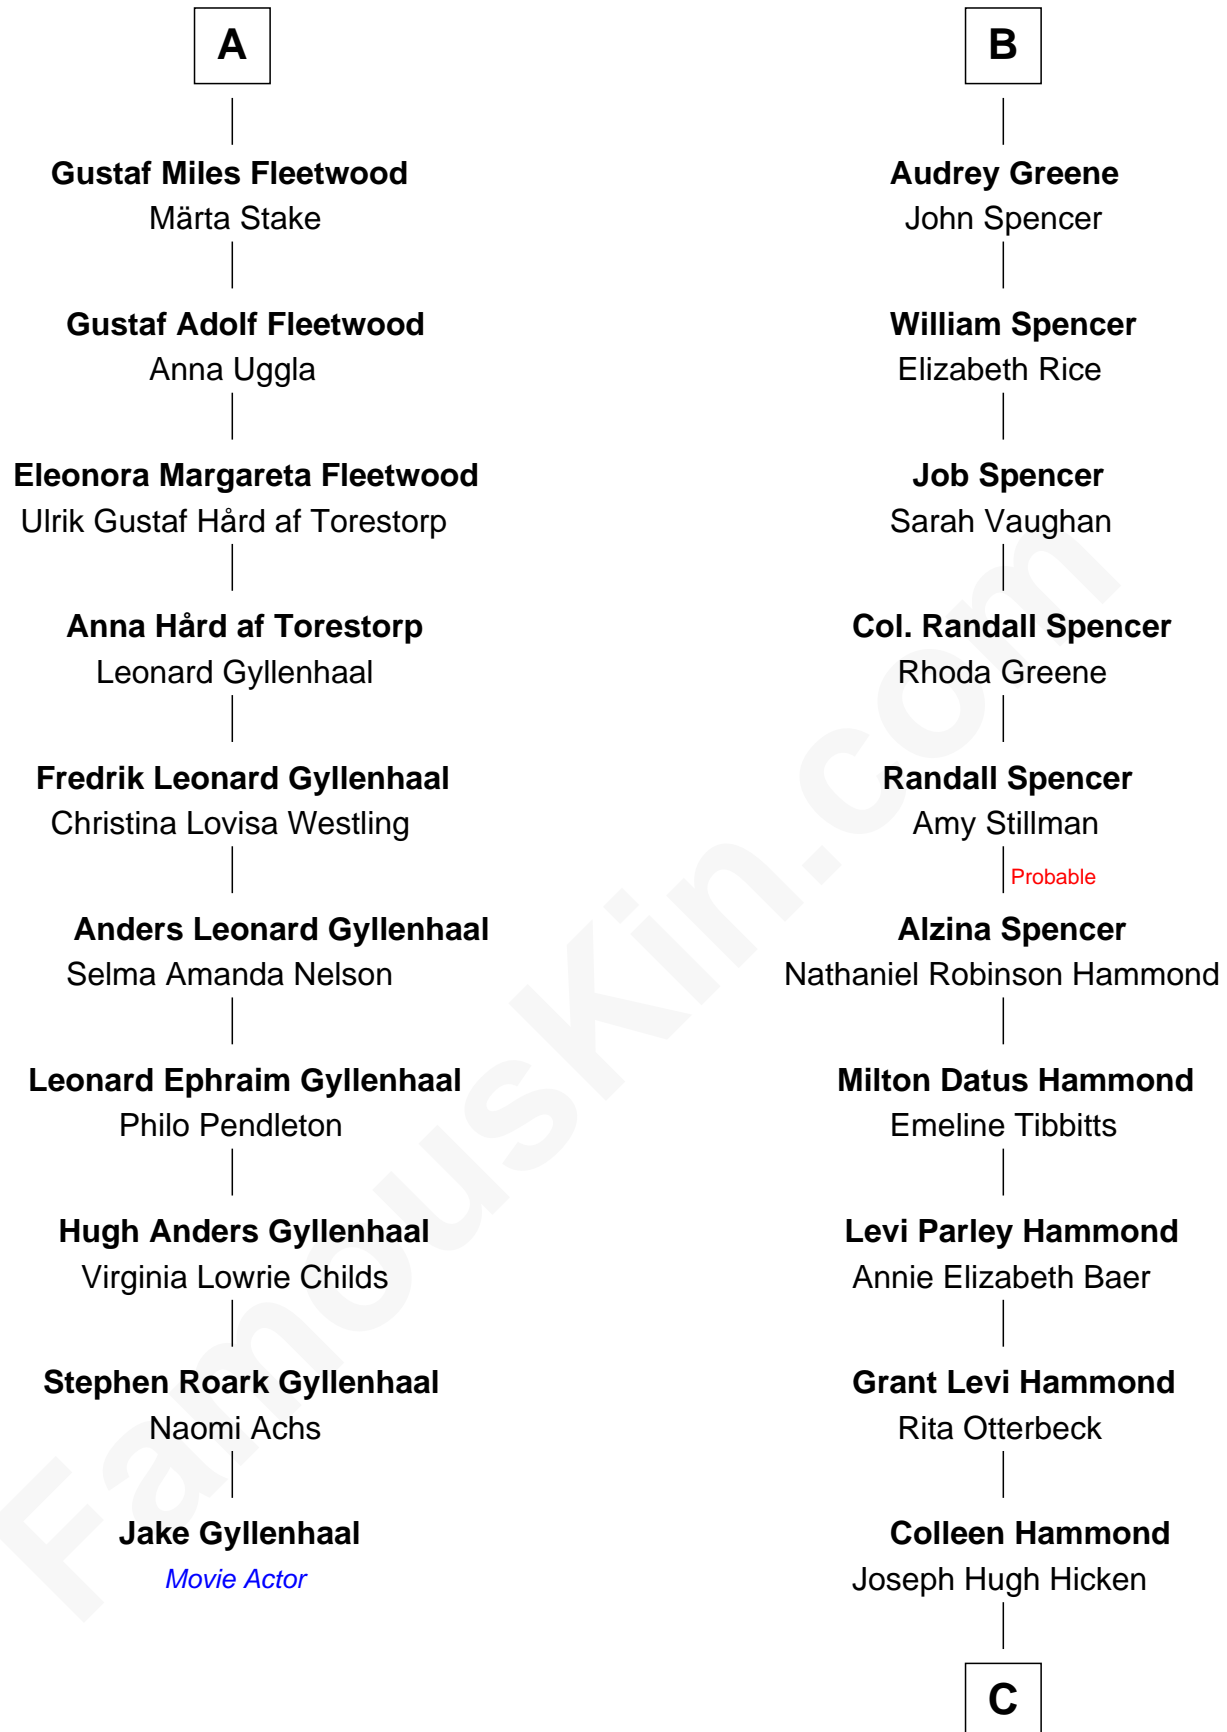 A
Gustaf Miles Fleetwood
Märta Stake
Gustaf Adolf Fleetwood
Anna Uggla
Eleonora Margareta Fleetwood
Ulrik Gustaf Hård af Torestorp
Anna Hård af Torestorp
Leonard Gyllenhaal
Fredrik Leonard Gyllenhaal
Christina Lovisa Westling
Anders Leonard Gyllenhaal
Selma Amanda Nelson
Leonard Ephraim Gyllenhaal
Philo Pendleton
Hugh Anders Gyllenhaal
Virginia Lowrie Childs
Stephen Roark Gyllenhaal
Naomi Achs
Jake Gyllenhaal
Movie Actor
B
Audrey Greene
John Spencer
William Spencer
Elizabeth Rice
Job Spencer
Sarah Vaughan
Col. Randall Spencer
Rhoda Greene
Randall Spencer
Amy Stillman
Probable
Alzina Spencer
Nathaniel Robinson Hammond
Milton Datus Hammond
Emeline Tibbitts
Levi Parley Hammond
Annie Elizabeth Baer
Grant Levi Hammond
Rita Otterbeck
Colleen Hammond
Joseph Hugh Hicken
C
FamousKin.com